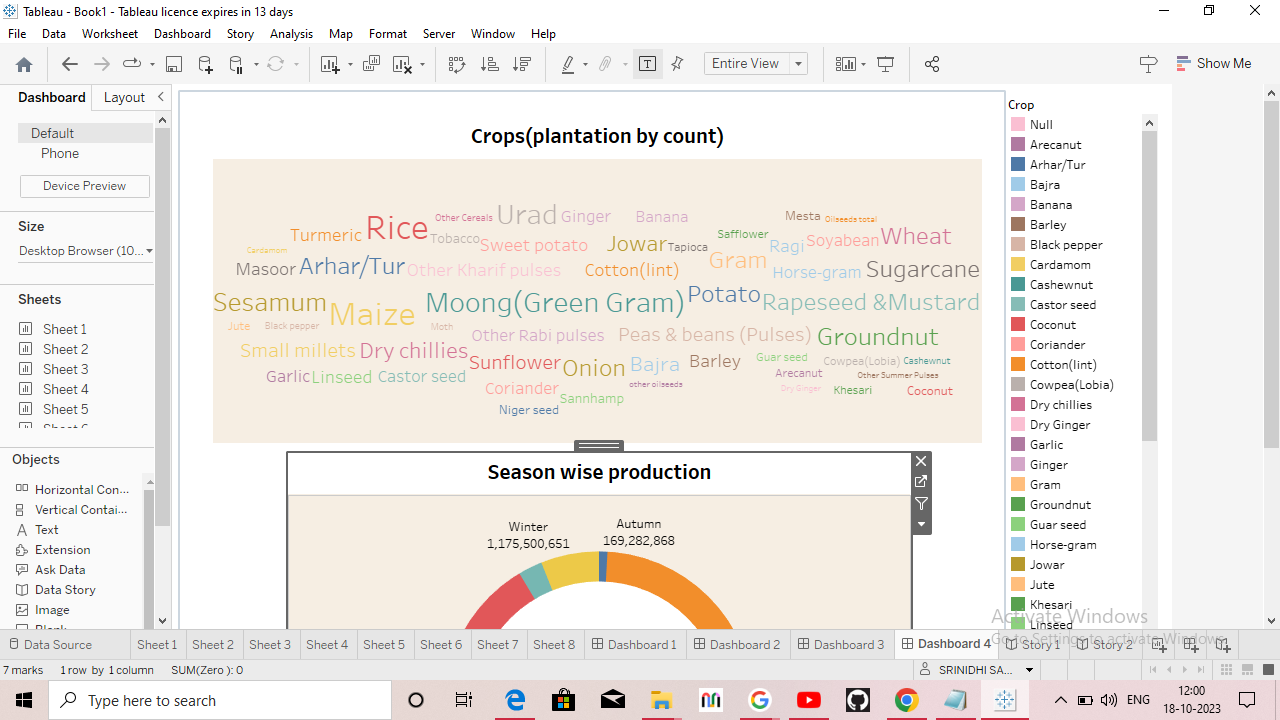 Tableau - Book1 - Tableau licence expires in 13 days
File Data Worksheet Dashboard Story Analysis Map Format Server Window Help
Entire View
Show Me
Dashboard Layout
Default
Phone
Device Preview
Size
Desktop Browser (10...
Sheets
Sheet 1
Sheet 2
Sheet 3
Sheet 4
Sheet 5
Objects
Horizontal Con...
Vertical Contai...
Text
Extension
Ask Data
Data Story
Image
Crops(plantation by count)
Rice Other Cereals Urad Ginger Banana Mesta Oilseeds total
Cardamom Turmeric Tobacco Sweet potato Jowar Tapioca Safflower Ragi Soyabean Wheat
Masoor Arhar/Tur Other Kharif pulses Cotton(lint) Gram Horse-gram Sugarcane
Sesamum Maize Moong(Green Gram) Potato Rapeseed &Mustard
Jute Black pepper Moth Other Rabi pulses Peas & beans (Pulses) Groundnut
Small millets Dry chillies Sunflower Onion Bajra Barley Guar seed Cowpea(Lobia) Cashewnut
Garlic Linseed Castor seed Coriander other oilseeds Arecanut Other Summer Pulses
Niger seed Sannhamp Dry Ginger Khesari Coconut
Season wise production
Winter
1,175,500,651
Autumn
169,282,868
Crop
Null
Arecanut
Arhar/Tur
Bajra
Banana
Barley
Black pepper
Cardamom
Cashewnut
Castor seed
Coconut
Coriander
Cotton(lint)
Cowpea(Lobia)
Dry chillies
Dry Ginger
Garlic
Ginger
Gram
Groundnut
Guar seed
Horse-gram
Jowar
Jute
Khesari
Linseed
Activate Windows
Go to Settings to activate Windows.
Data Source Sheet 1 Sheet 2 Sheet 3 Sheet 4 Sheet 5 Sheet 6 Sheet 7 Sheet 8 Dashboard 1 Dashboard 2 Dashboard 3 Dashboard 4 Story 1 Story 2
7 marks 1 row by 1 column SUM(Zero ): 0
SRINIDHI SA...
Type here to search
ENG
12:00
18-10-2023